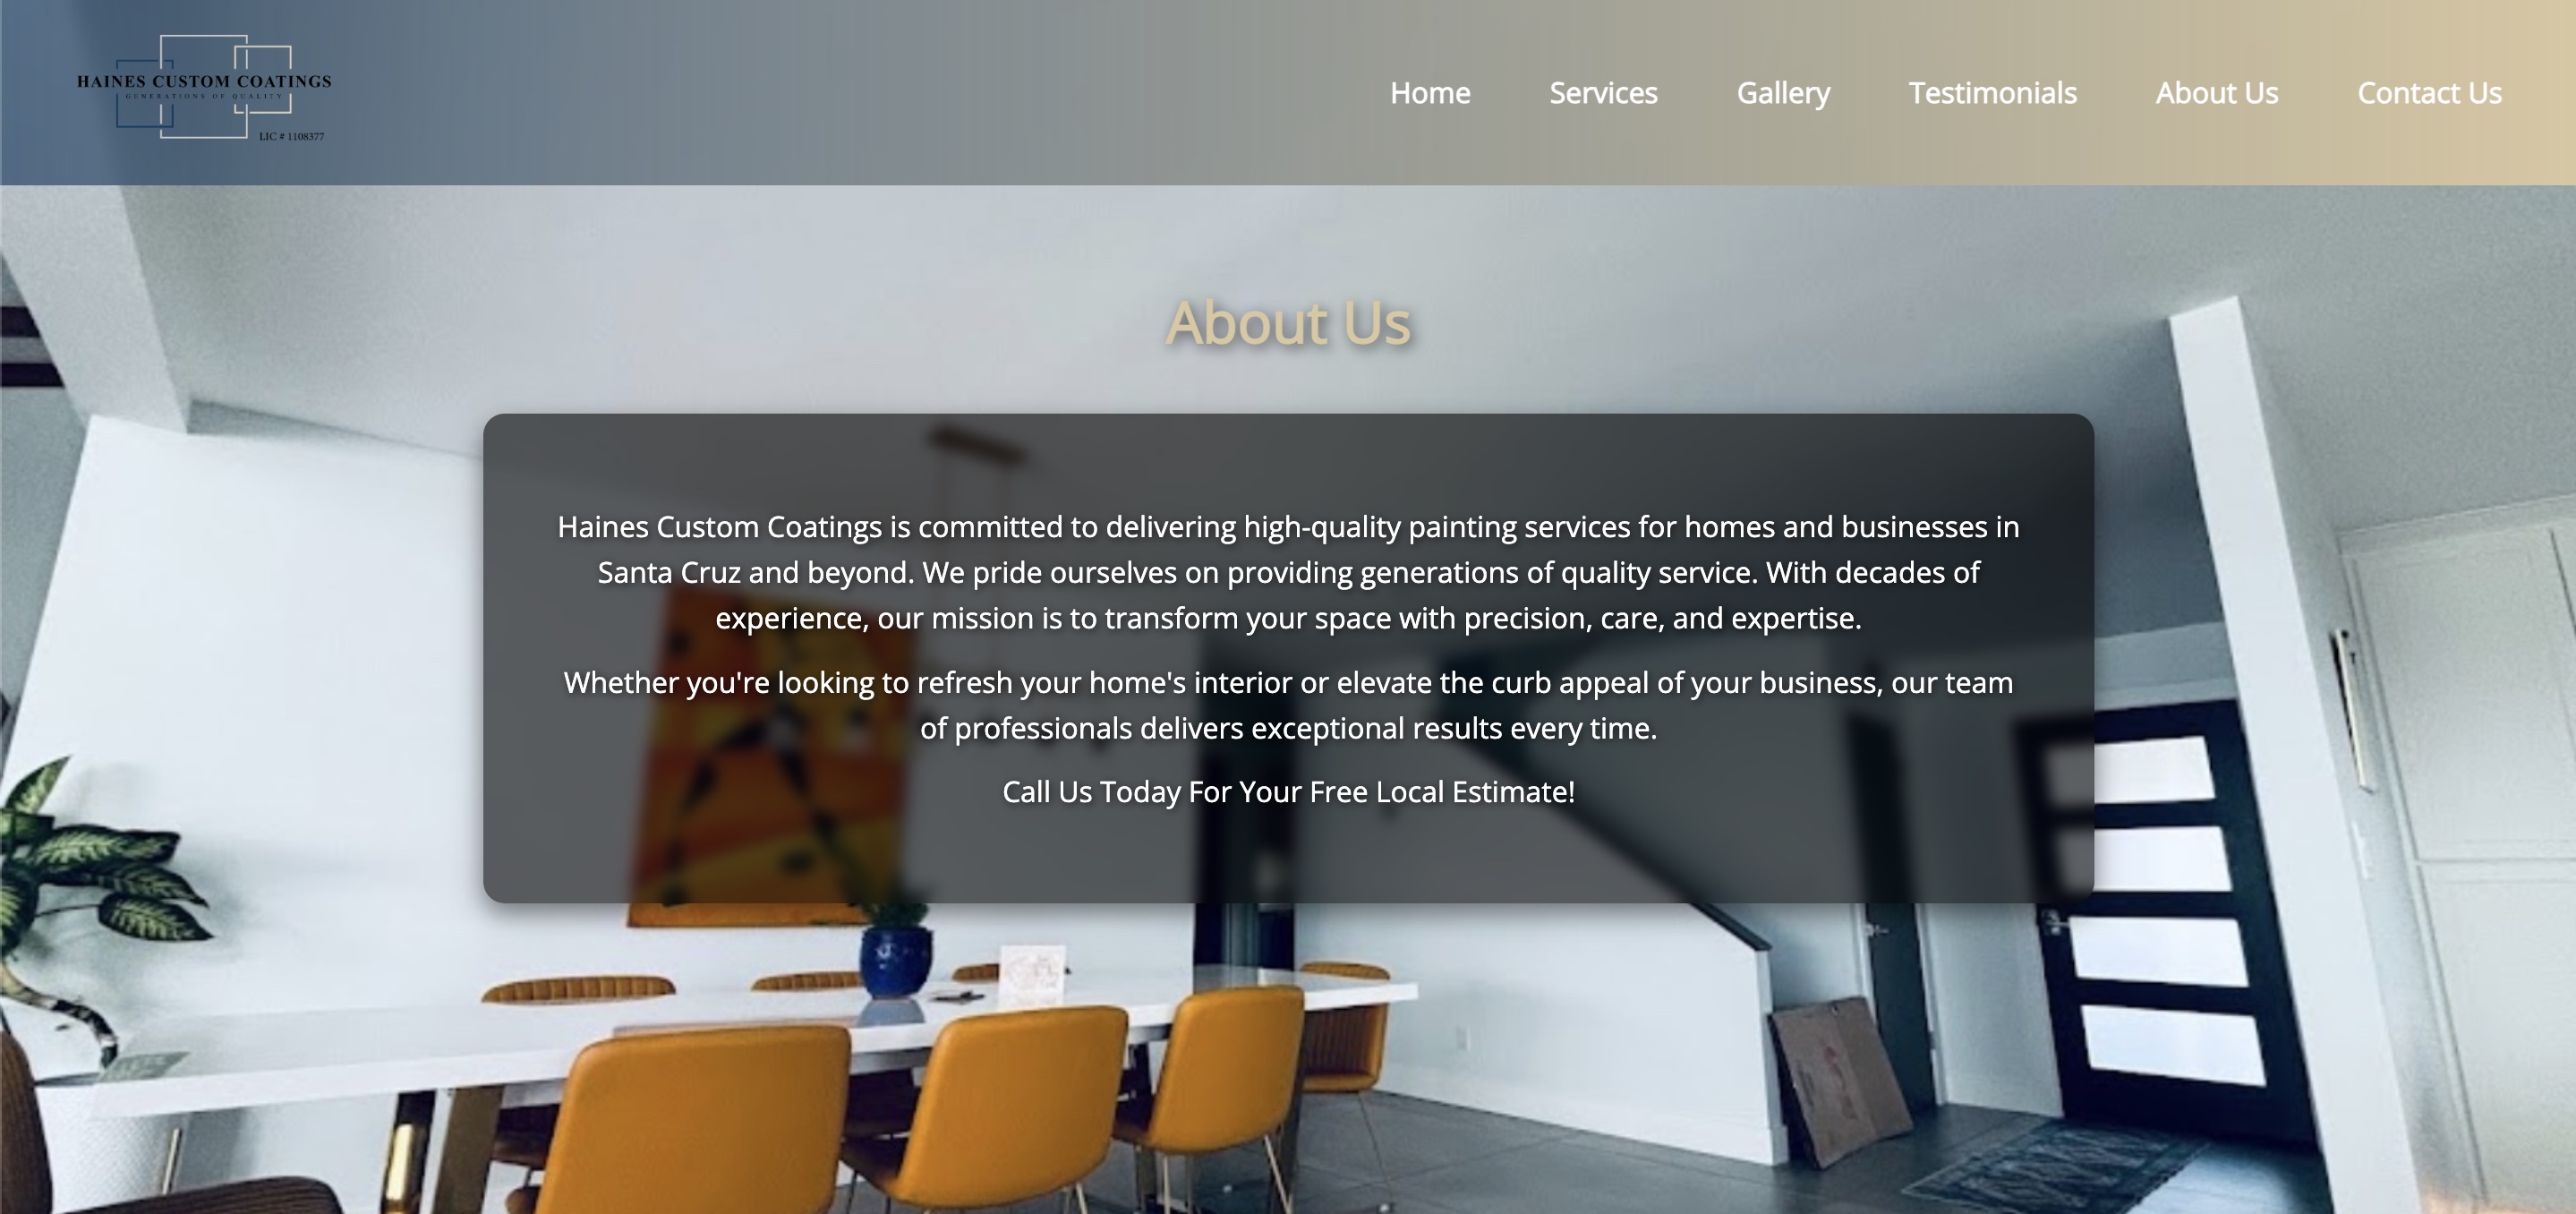 HAINES CUSTOM COATINGS
GENERATIONS OF QUALITY
LIC # 1108377
Home Services Gallery Testimonials About Us Contact Us
About Us
Haines Custom Coatings is committed to delivering high-quality painting services for homes and businesses in
Santa Cruz and beyond. We pride ourselves on providing generations of quality service. With decades of
experience, our mission is to transform your space with precision, care, and expertise.
Whether you're looking to refresh your home's interior or elevate the curb appeal of your business, our team
of professionals delivers exceptional results every time.
Call Us Today For Your Free Local Estimate!